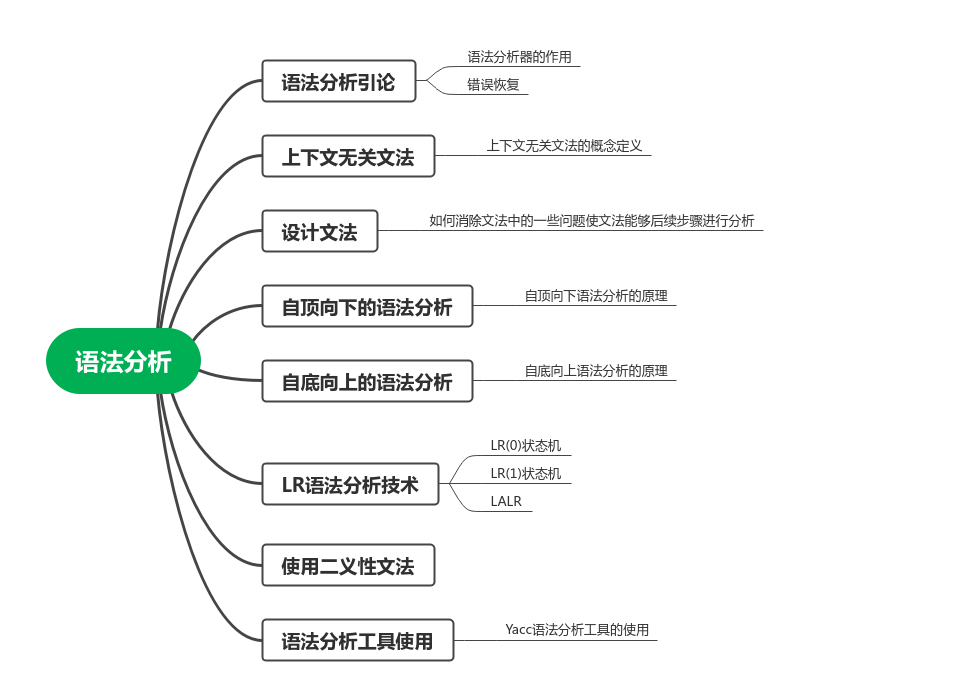 语法分析
语法分析引论
语法分析器的作用
错误恢复
上下文无关文法
上下文无关文法的概念定义
设计文法
如何消除文法中的一些问题使文法能够后续步骤进行分析
自顶向下的语法分析
自顶向下语法分析的原理
自底向上的语法分析
自底向上语法分析的原理
LR语法分析技术
LR(0)状态机
LR(1)状态机
LALR
使用二义性文法
语法分析工具使用
Yacc语法分析工具的使用